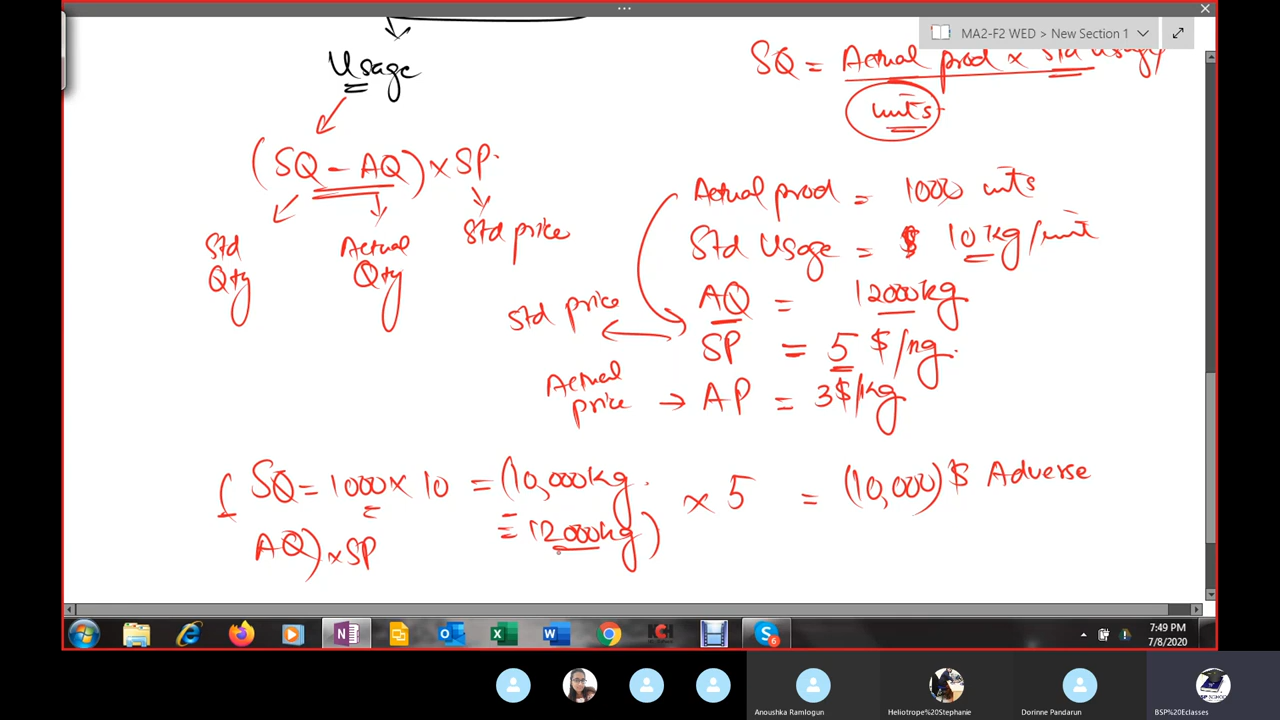 MA2-F2 WED > New Section 1
Usage
SQ = Actual prod x Std Usage
units
(SQ - AQ) x SP.
Std Qty
Actual Qty
Std price
Actual prod = 1000 units
Std Usage = $ 10 kg/unit
AQ = 12000kg
Std price
SP = 5 $/kg.
Actual price → AP = 3$/kg
( SQ = 1000 x 10 = (10,000kg. x 5 = (10,000) $ Adverse
AQ) x SP = 12000kg)
7:49 PM
7/8/2020
Anoushka Ramlogun
Heliotrope%20Stephanie
Dorinne Pandarun
BSP%20Eclasses